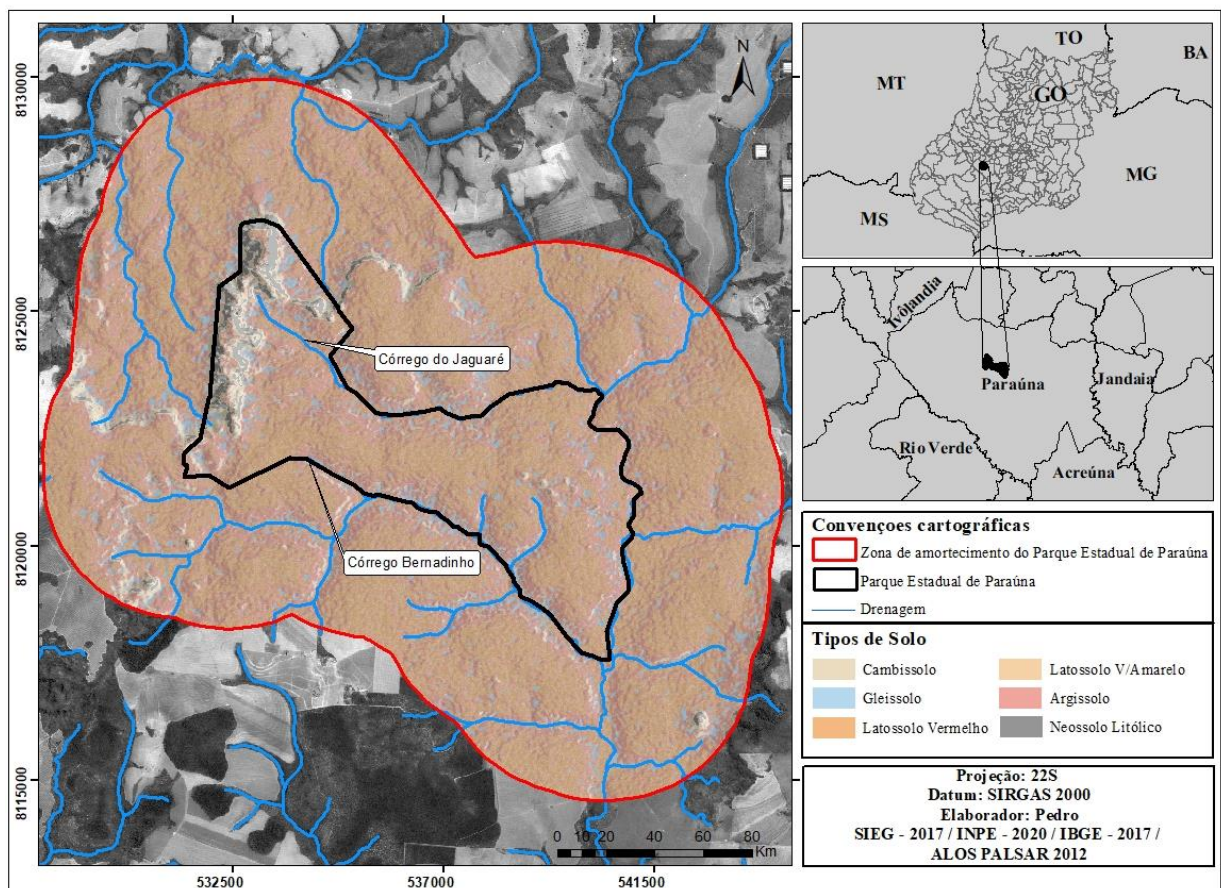 8130000
8125000
8120000
8115000
532500
537000
541500
N
Córrego do Jaguaré
Córrego Bernadinho
0 10 20 40 60 80
Km
TO
BA
MT
GO
MG
MS
Ivôlandia
Paraúna
Jandaia
Rio Verde
Acreúna
Convençoes cartográficas
Zona de amortecimento do Parque Estadual de Paraúna
Parque Estadual de Paraúna
Drenagem
Tipos de Solo
Cambissolo
Latossolo V/Amarelo
Gleissolo
Argissolo
Latossolo Vermelho
Neossolo Litólico
Projeção: 22S
Datum: SIRGAS 2000
Elaborador: Pedro
SIEG - 2017 / INPE - 2020 / IBGE - 2017 /
ALOS PALSAR 2012